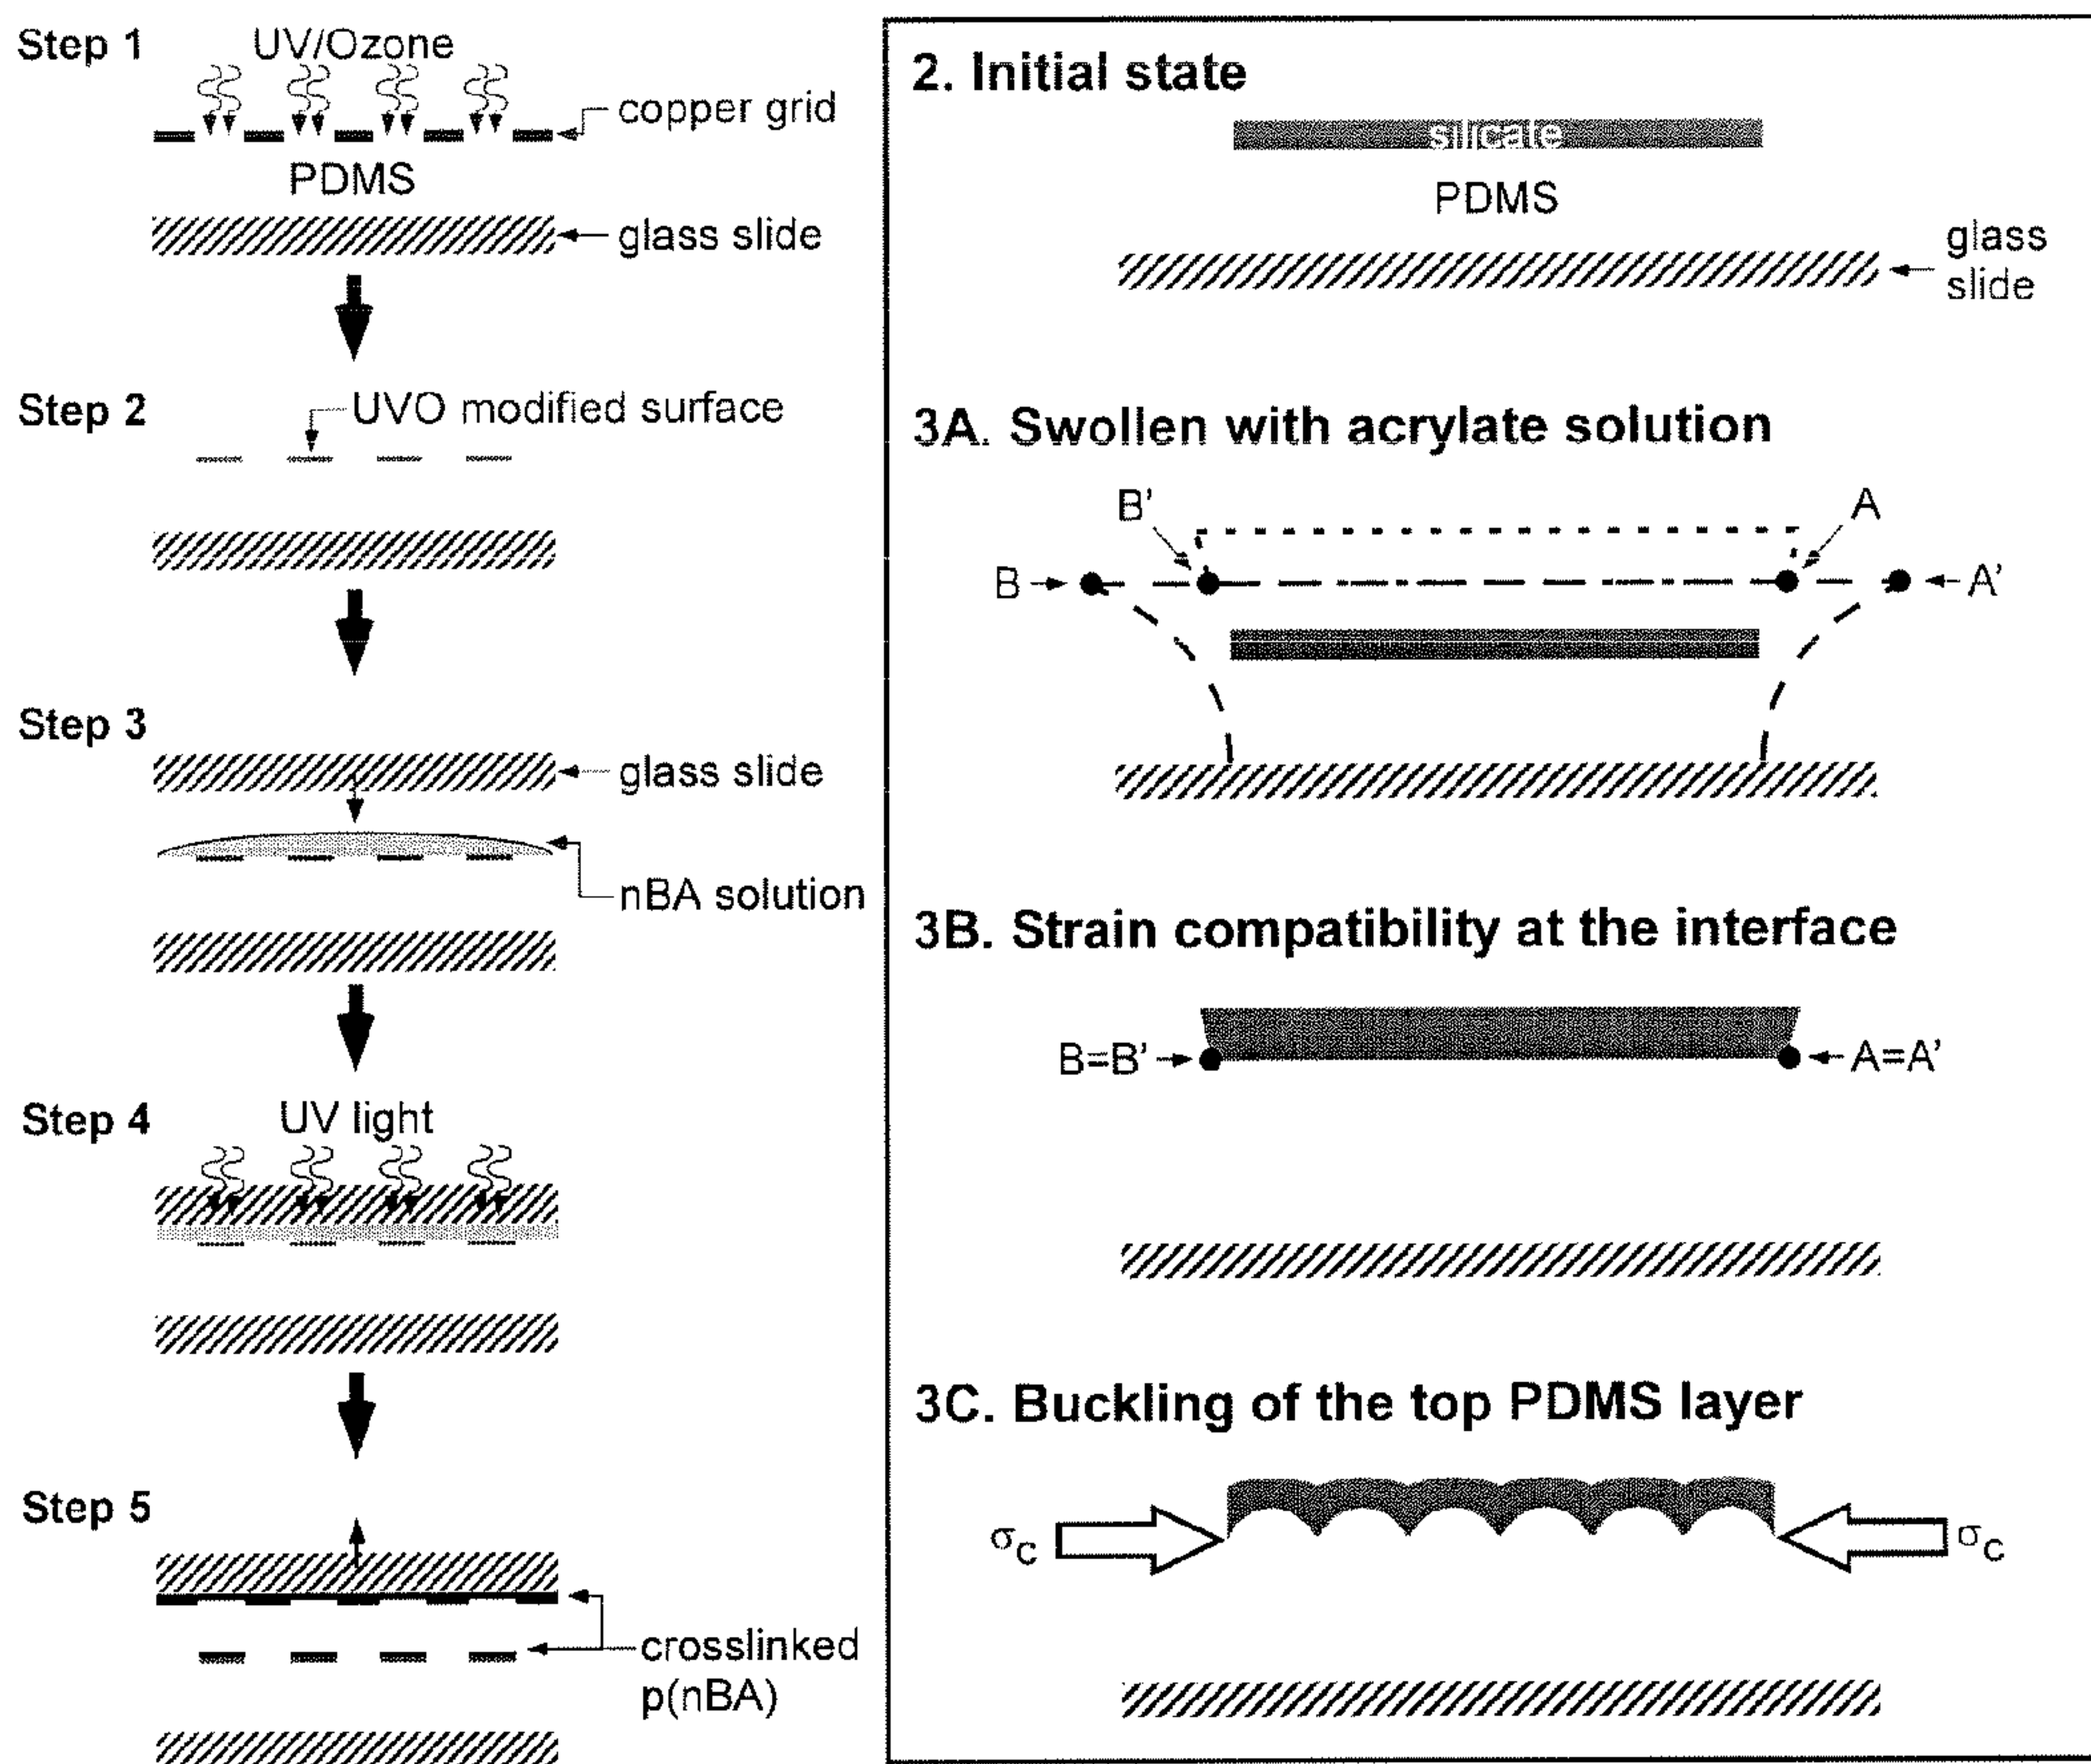 Step 1
UV/Ozone
copper grid
PDMS
glass slide
Step 2
UVO modified surface
Step 3
glass slide
nBA solution
Step 4
UV light
Step 5
crosslinked
p(nBA)
2. Initial state
silicate
PDMS
glass
slide
3A. Swollen with acrylate solution
B' A
B A'
3B. Strain compatibility at the interface
B=B' A=A'
3C. Buckling of the top PDMS layer
σC σC